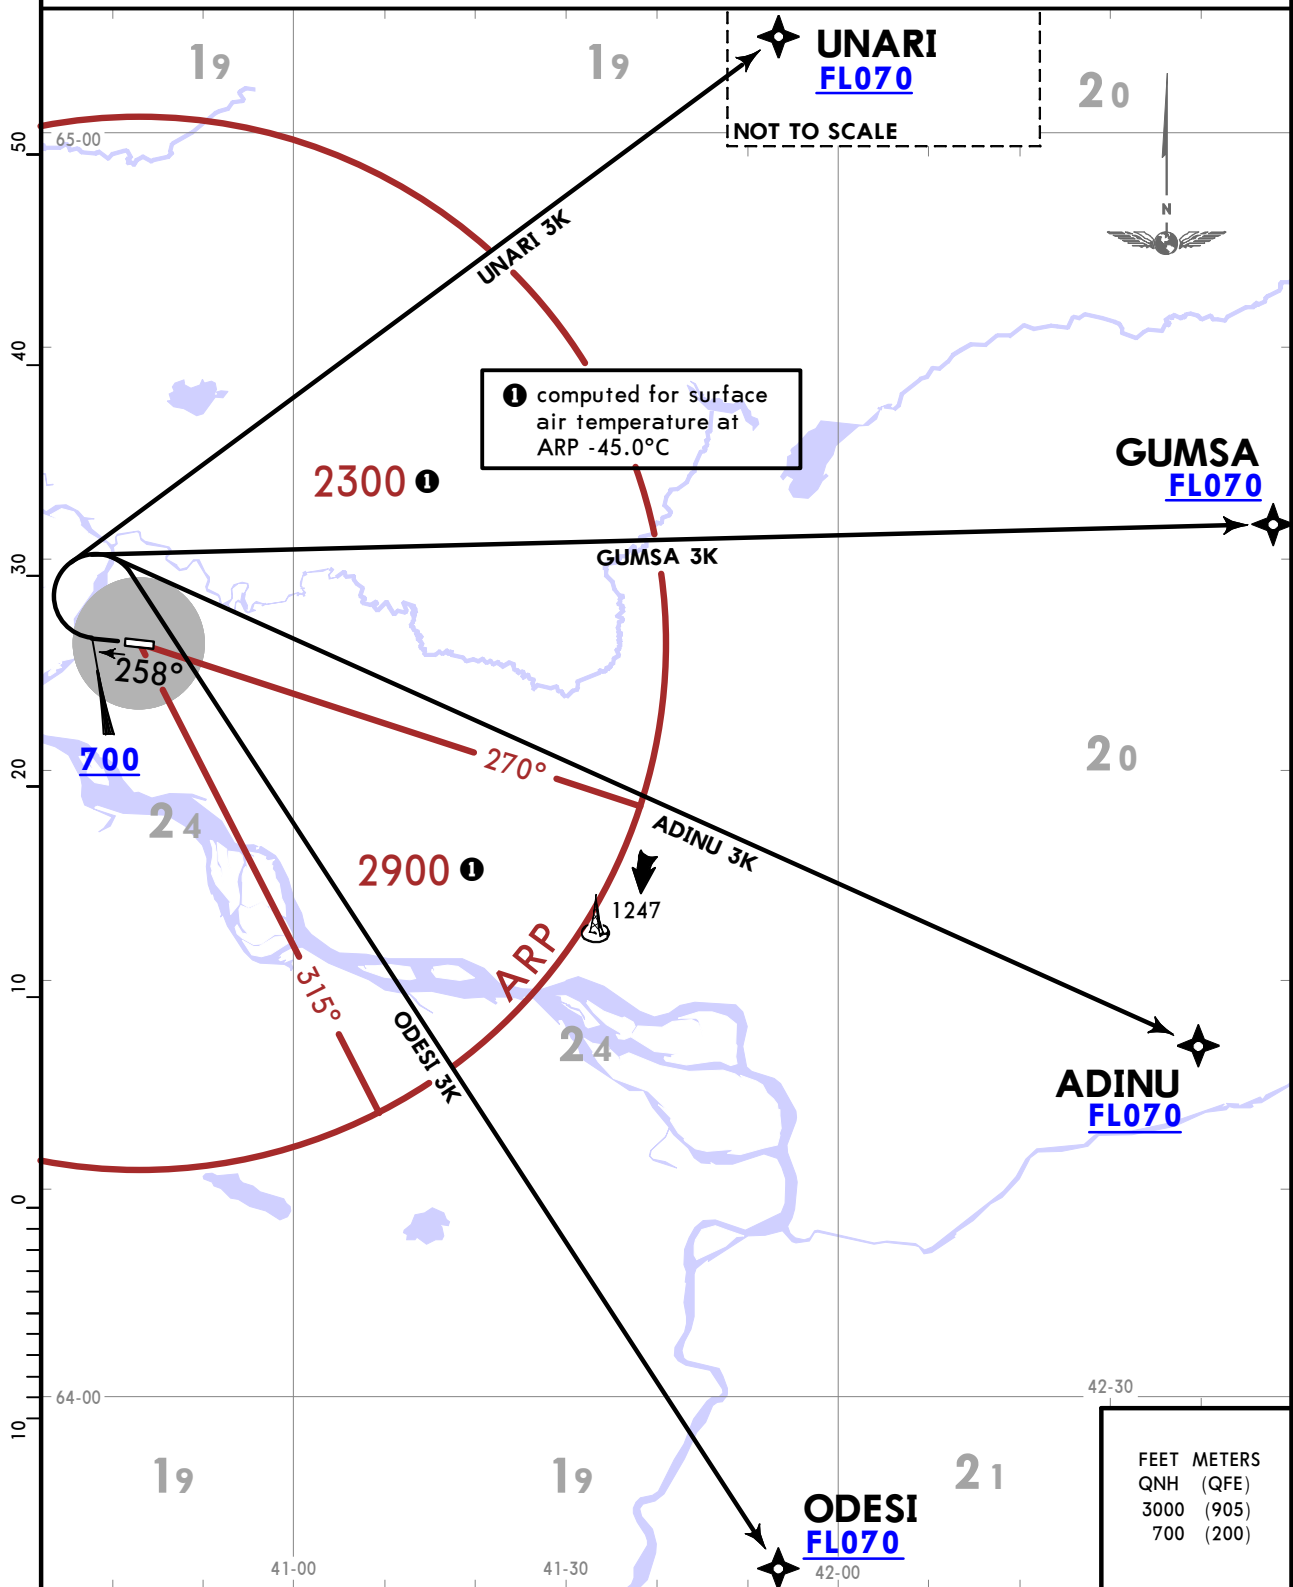 19
19
UNARI
FL070
20
NOT TO SCALE
50
65-00
N
UNARI 3K
40
❶ computed for surface
air temperature at
ARP -45.0°C
2300 ❶
GUMSA
FL070
30
GUMSA 3K
258°
700
270°
20
20
24
ADINU 3K
2900 ❶
1247
ARP
10
315°
ODESI 3K
24
ADINU
FL070
0
64-00
42-30
10
19
19
21
FEET METERS
QNH (QFE)
3000 (905)
700 (200)
ODESI
FL070
41-00
41-30
42-00